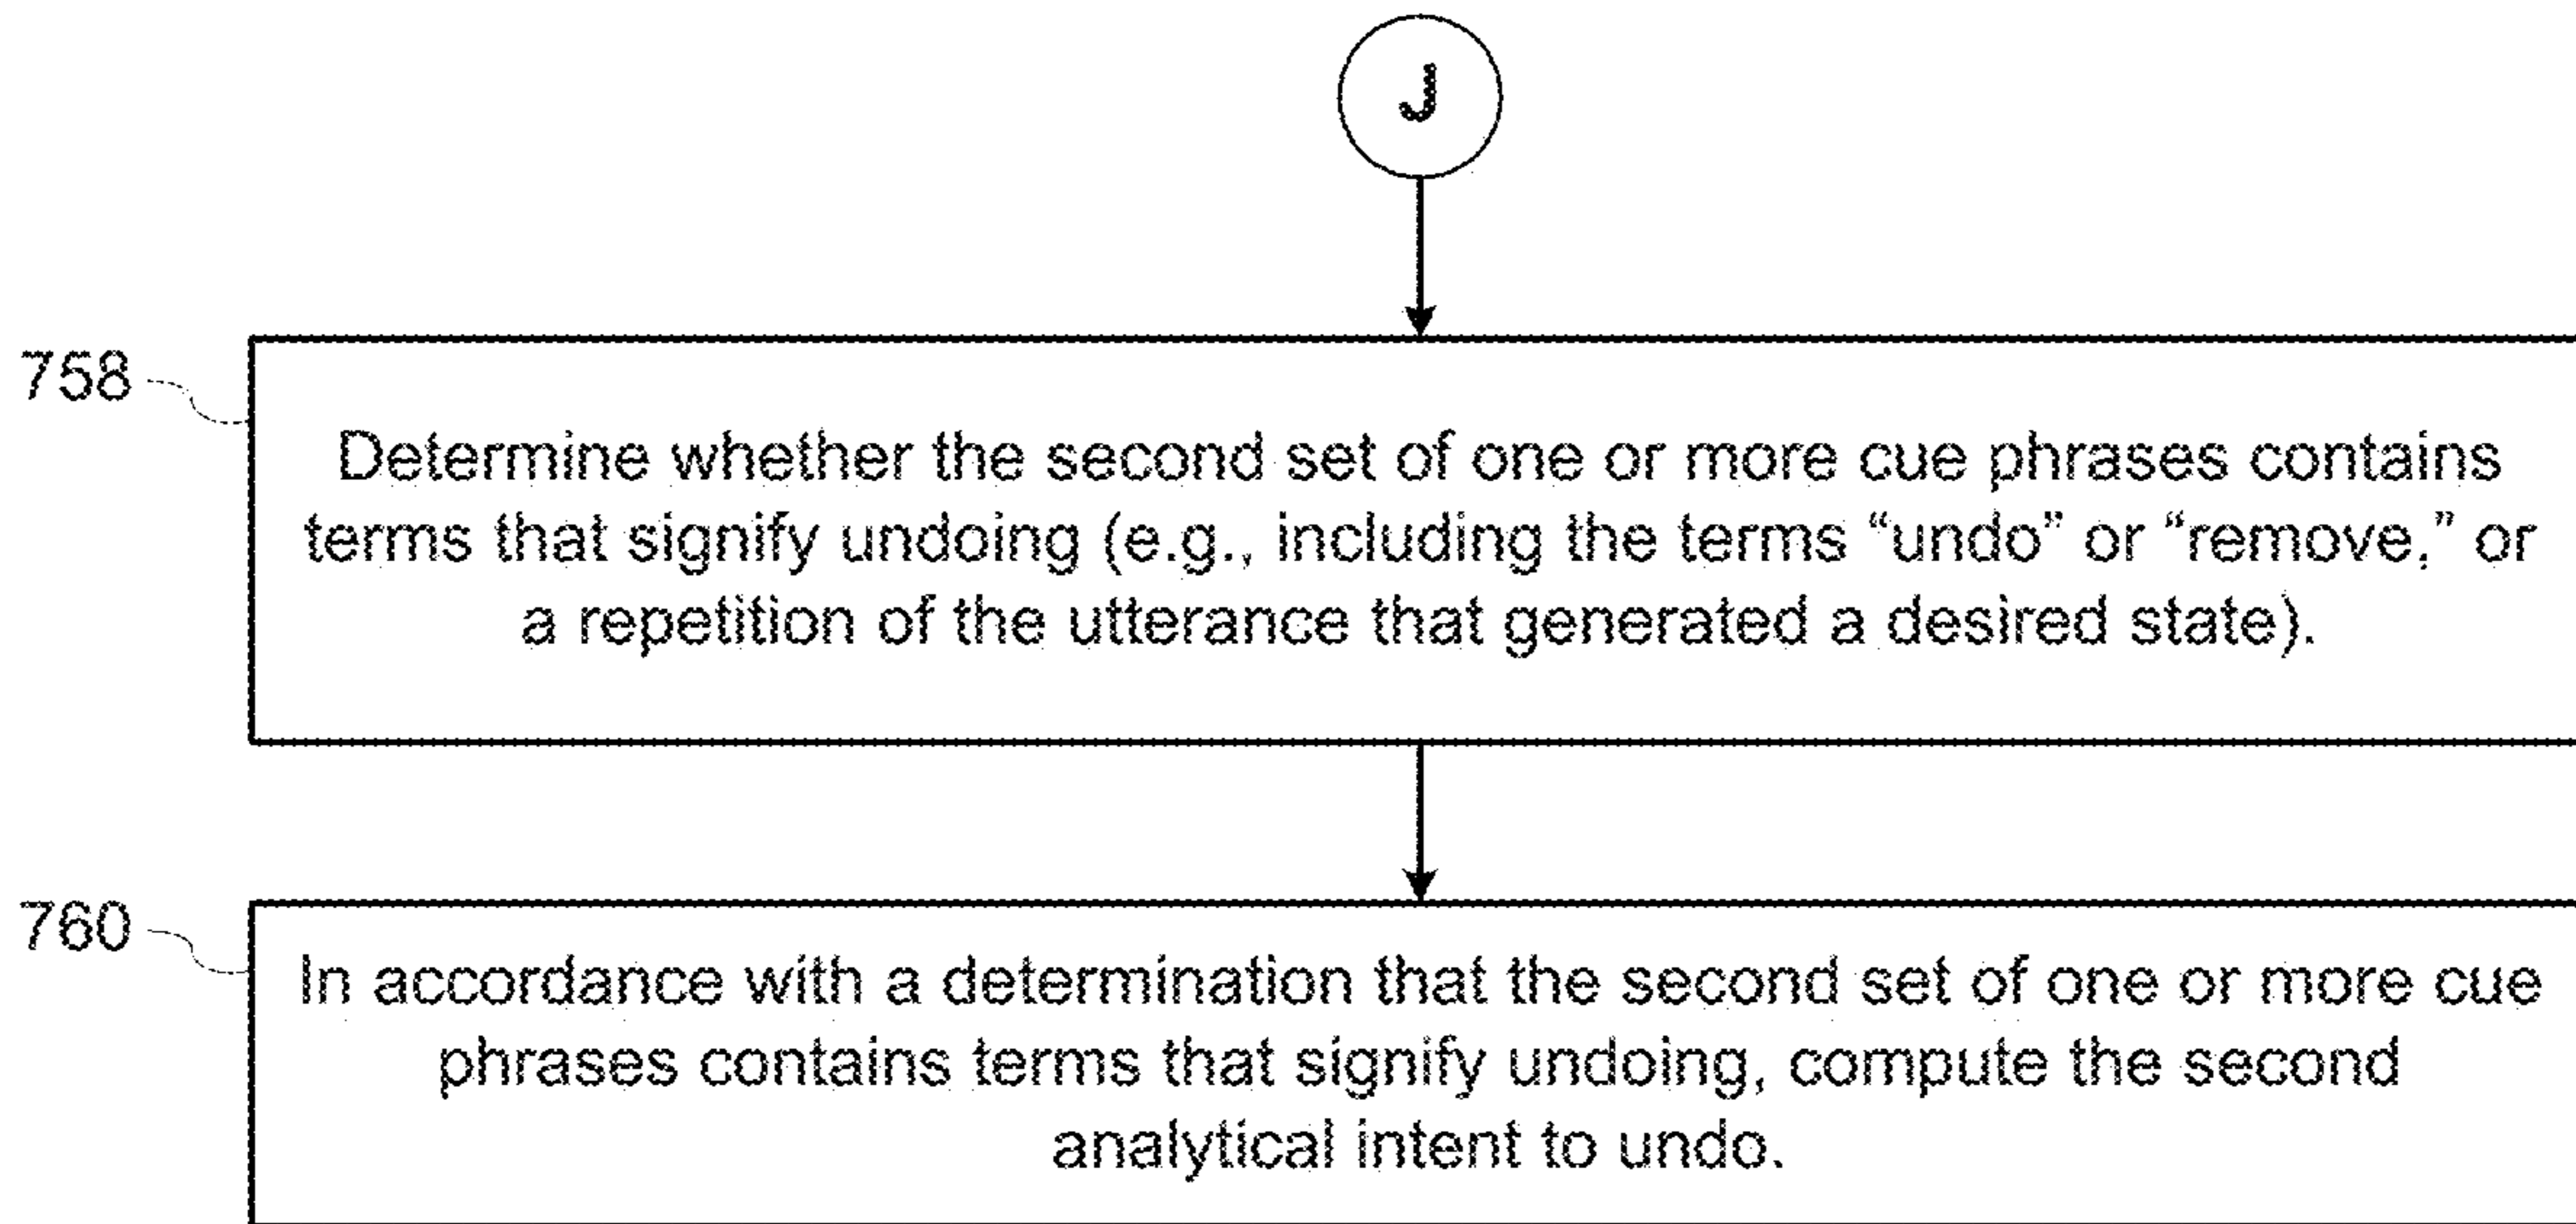 J
758
Determine whether the second set of one or more cue phrases contains
terms that signify undoing (e.g., including the terms “undo” or “remove,” or
a repetition of the utterance that generated a desired state).
760
In accordance with a determination that the second set of one or more cue
phrases contains terms that signify undoing, compute the second
analytical intent to undo.